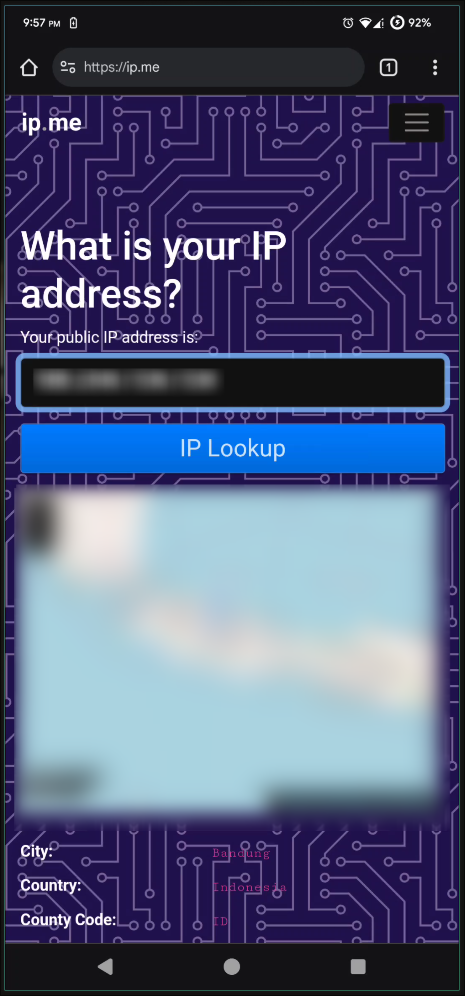 9:57 PM
92%
https://ip.me
1
ip.me
What is your IP
address?
Your public IP address is:
IP Lookup
City: Bandung
Country: Indonesia
County Code: ID